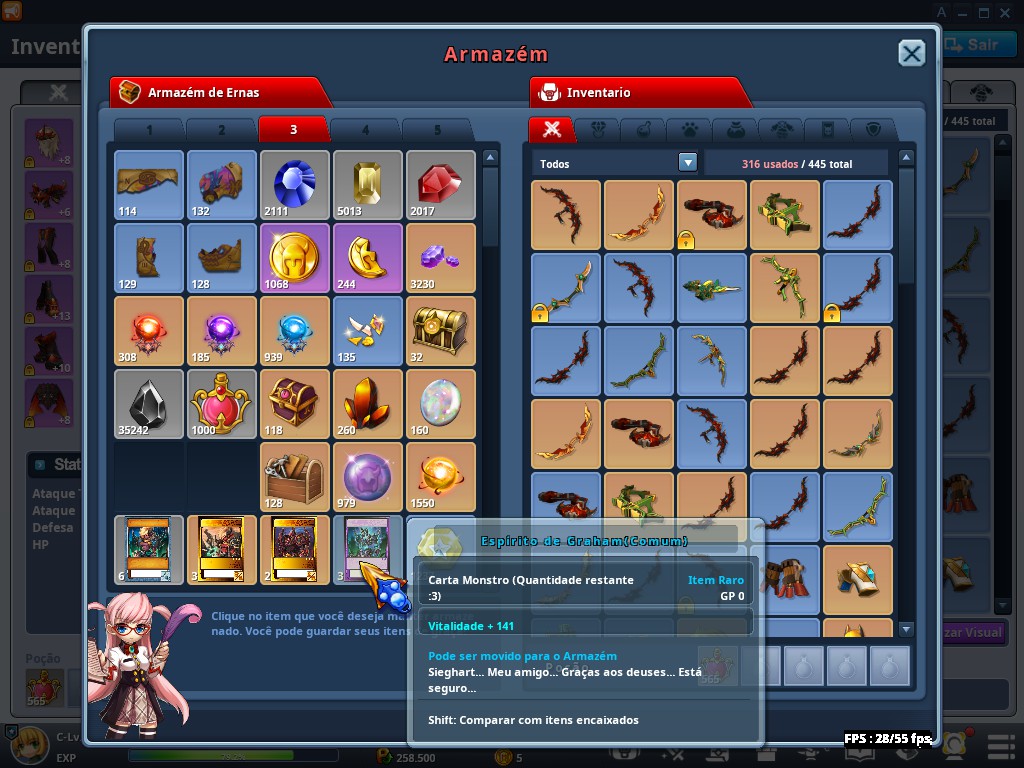 A
Invent
Sair
Armazém
Armazém de Ernas
Inventario
1
2
3
4
5
Todos
316 usados / 445 total
/ 445 total
114
132
2111
5013
2017
129
128
1068
244
3230
308
185
939
135
32
35242
1000
118
260
160
128
979
1550
6
3
2
3
+8
+6
+8
+13
+10
+8
Stat
Ataque
Ataque
Defesa
HP
Poção
565
Clique no item que você deseja
nado. Você pode guardar seus itens
Espirito de Graham(Comum)
Carta Monstro (Quantidade restante
:3)
Item Raro
GP 0
Vitalidade + 141
Pode ser movido para o Armazém
Sieghart... Meu amigo... Graças aos deuses... Está
seguro...
Shift: Comparar com itens encaixados
565
zar Visual
C-Lv.
EXP
258.500
5
FPS : 28/55 fps